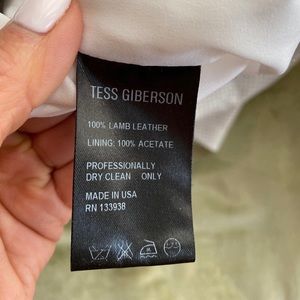 TESS GIBERSON
100% LAMB LEATHER
LINING: 100% ACETATE
PROFESSIONALLY
DRY CLEAN ONLY
MADE IN USA
RN 133938